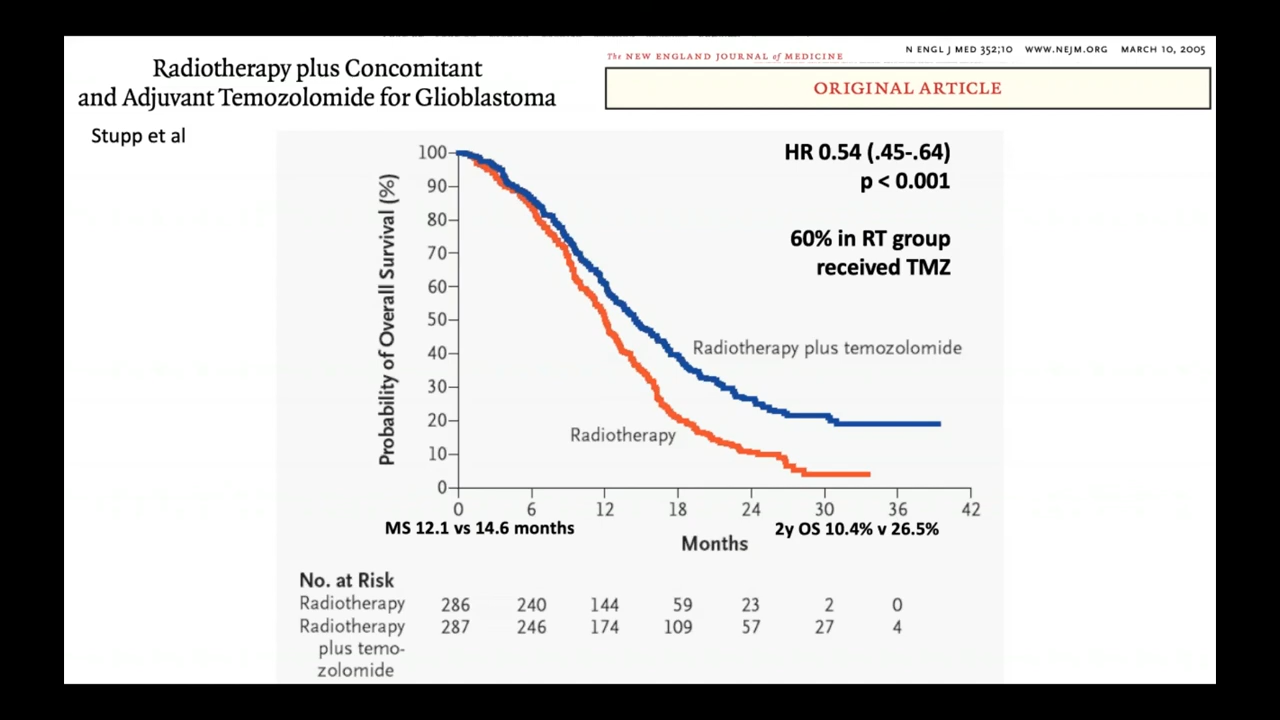 Radiotherapy plus Concomitant
and Adjuvant Temozolomide for Glioblastoma
Stupp et al
The NEW ENGLAND JOURNAL of MEDICINE
N ENGL J MED 352;10 WWW.NEJM.ORG MARCH 10, 2005
ORIGINAL ARTICLE
HR 0.54 (.45-.64)
p < 0.001
60% in RT group
received TMZ
Probability of Overall Survival (%)
100
90
80
70
60
50
40
30
20
10
0
Radiotherapy plus temozolomide
Radiotherapy
0 6 12 18 24 30 36 42
MS 12.1 vs 14.6 months
2y OS 10.4% v 26.5%
Months
No. at Risk
Radiotherapy 286 240 144 59 23 2 0
Radiotherapy 287 246 174 109 57 27 4
plus temo-
zolomide